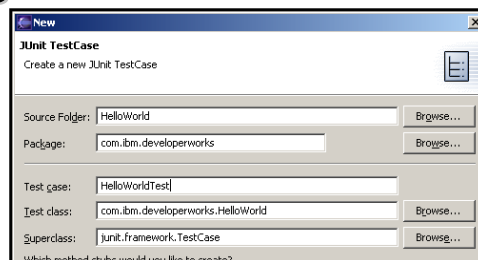 New
JUnit TestCase
Create a new JUnit TestCase
Source Folder: HelloWorld Browse...
Package: com.ibm.developerworks Browse...
Test case: HelloWorldTest
Test class: com.ibm.developerworks.HelloWorld Browse...
Superclass: junit.framework.TestCase Browse...
Which method stubs would you like to create?